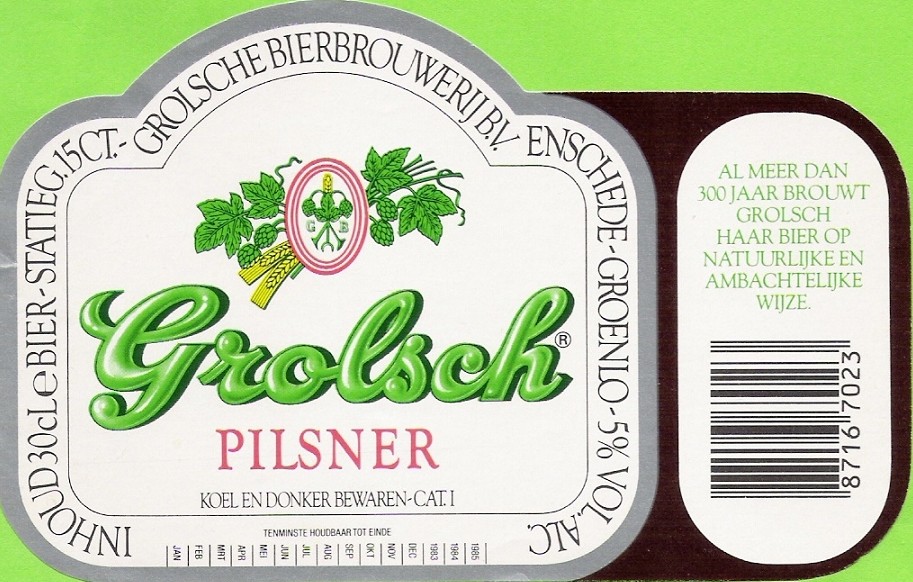 INHOUD 30cl e BIER-STATIEG.15CT.- GROLSCHE BIERBROUWERIJ B.V. ENSCHEDE-GROENLO-5% VOL.ALC.
G B
Grolsch®
PILSNER
KOEL EN DONKER BEWAREN-CAT. I
TENMINSTE HOUDBAAR TOT EINDE
JAN FEB MRT APR MEI JUN JUL AUG SEP OKT NOV DEC 1983 1984 1985
AL MEER DAN
300 JAAR BROUWT
GROLSCH
HAAR BIER OP
NATUURLIJKE EN
AMBACHTELIJKE
WIJZE.
8716 7023